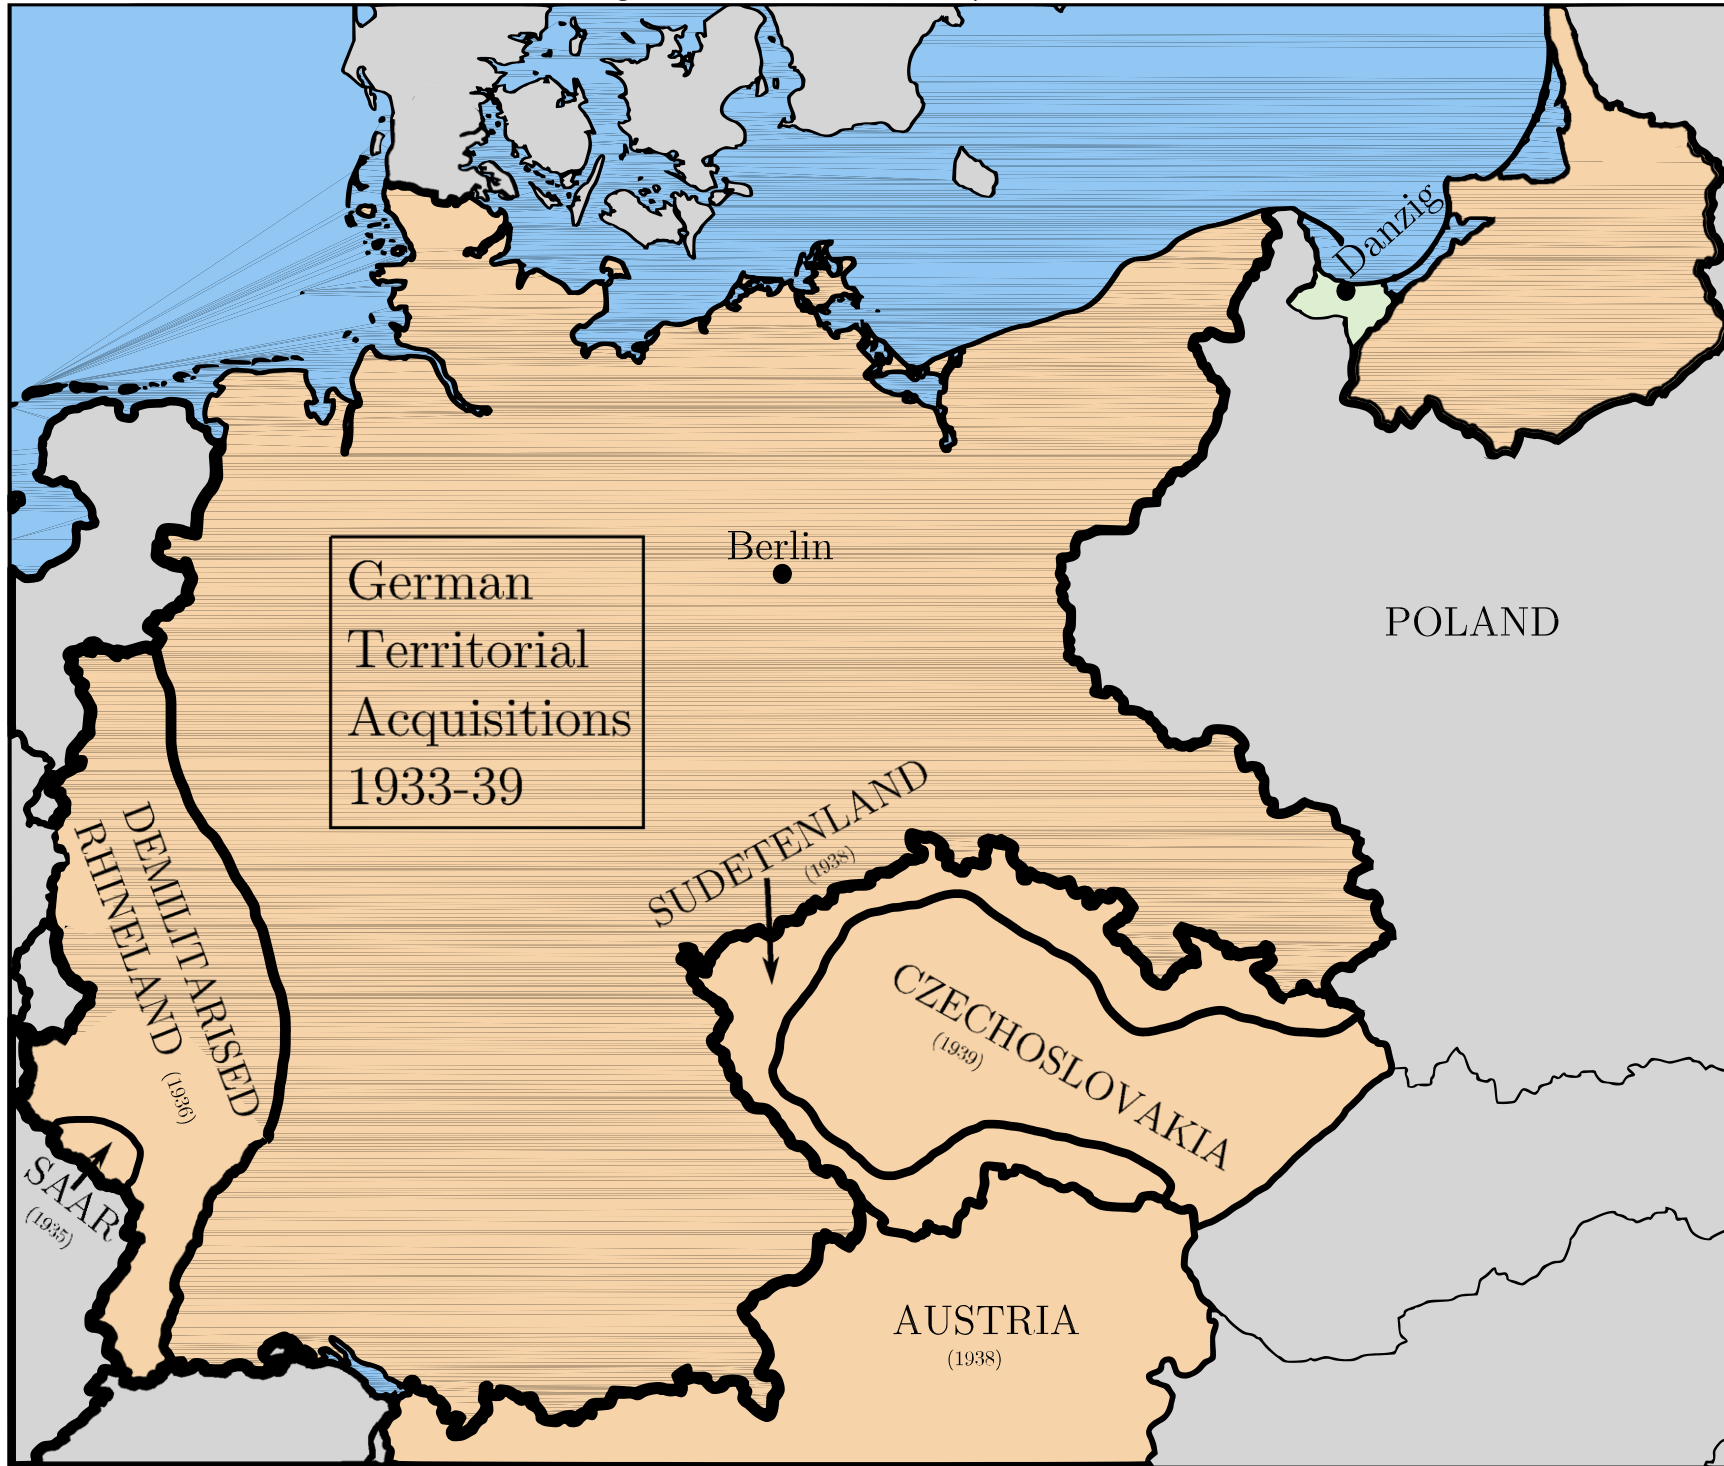 Danzig
Berlin
German
Territorial
Acquisitions
1933-39
POLAND
SUDETENLAND
(1938)
DEMILITARISED
RHINELAND
(1936)
CZECHOSLOVAKIA
(1939)
SAAR
(1935)
AUSTRIA
(1938)